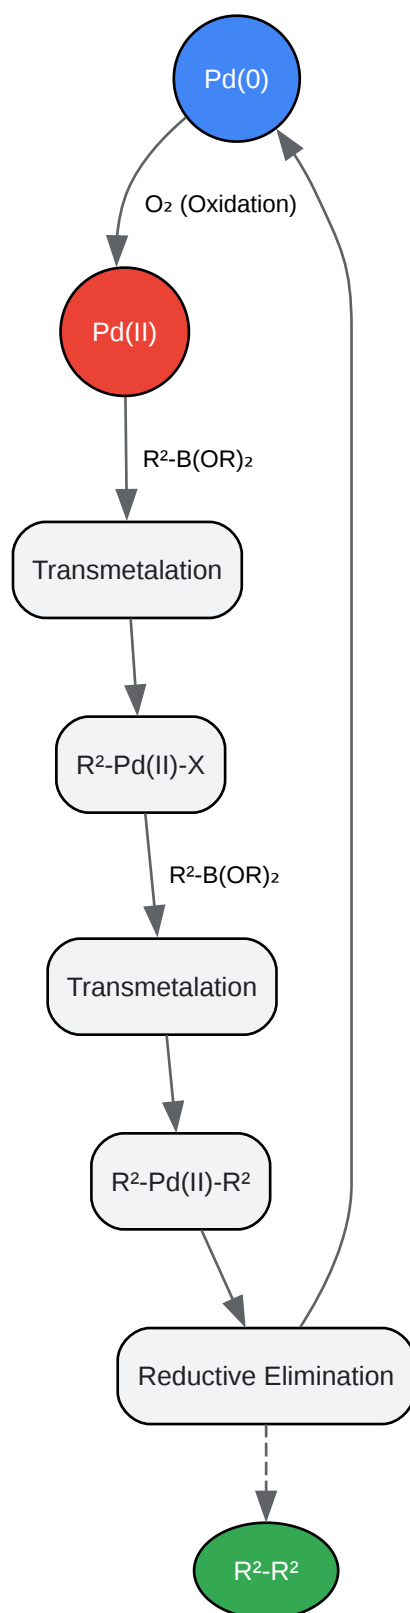 Pd(0)
O₂ (Oxidation)
Pd(II)
R²-B(OR)₂
Transmetalation
R²-Pd(II)-X
R²-B(OR)₂
Transmetalation
R²-Pd(II)-R²
Reductive Elimination
R²-R²